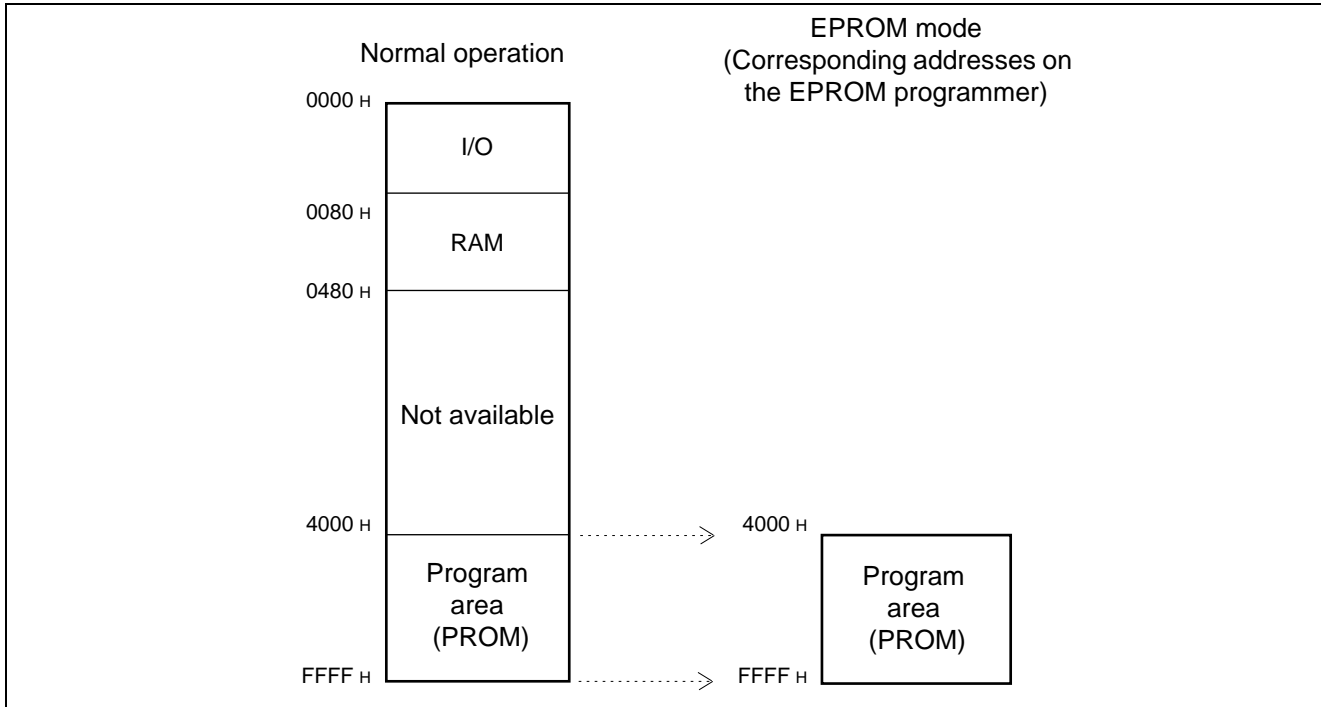 Normal operation
EPROM mode
(Corresponding addresses on
the EPROM programmer)
0000 H
I/O
0080 H
RAM
0480 H
Not available
4000 H
4000 H
Program
area
(PROM)
Program
area
(PROM)
FFFF H
FFFF H